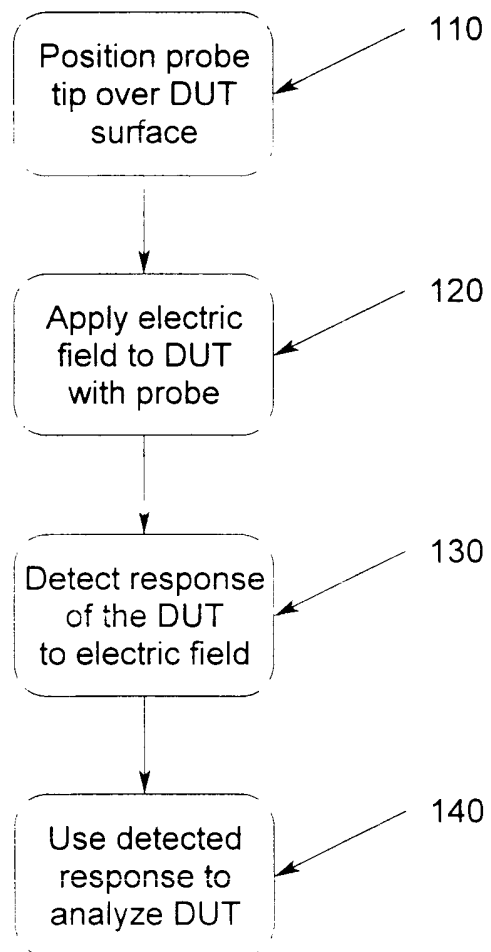 110
Position probe
tip over DUT
surface
120
Apply electric
field to DUT
with probe
130
Detect response
of the DUT
to electric field
140
Use detected
response to
analyze DUT